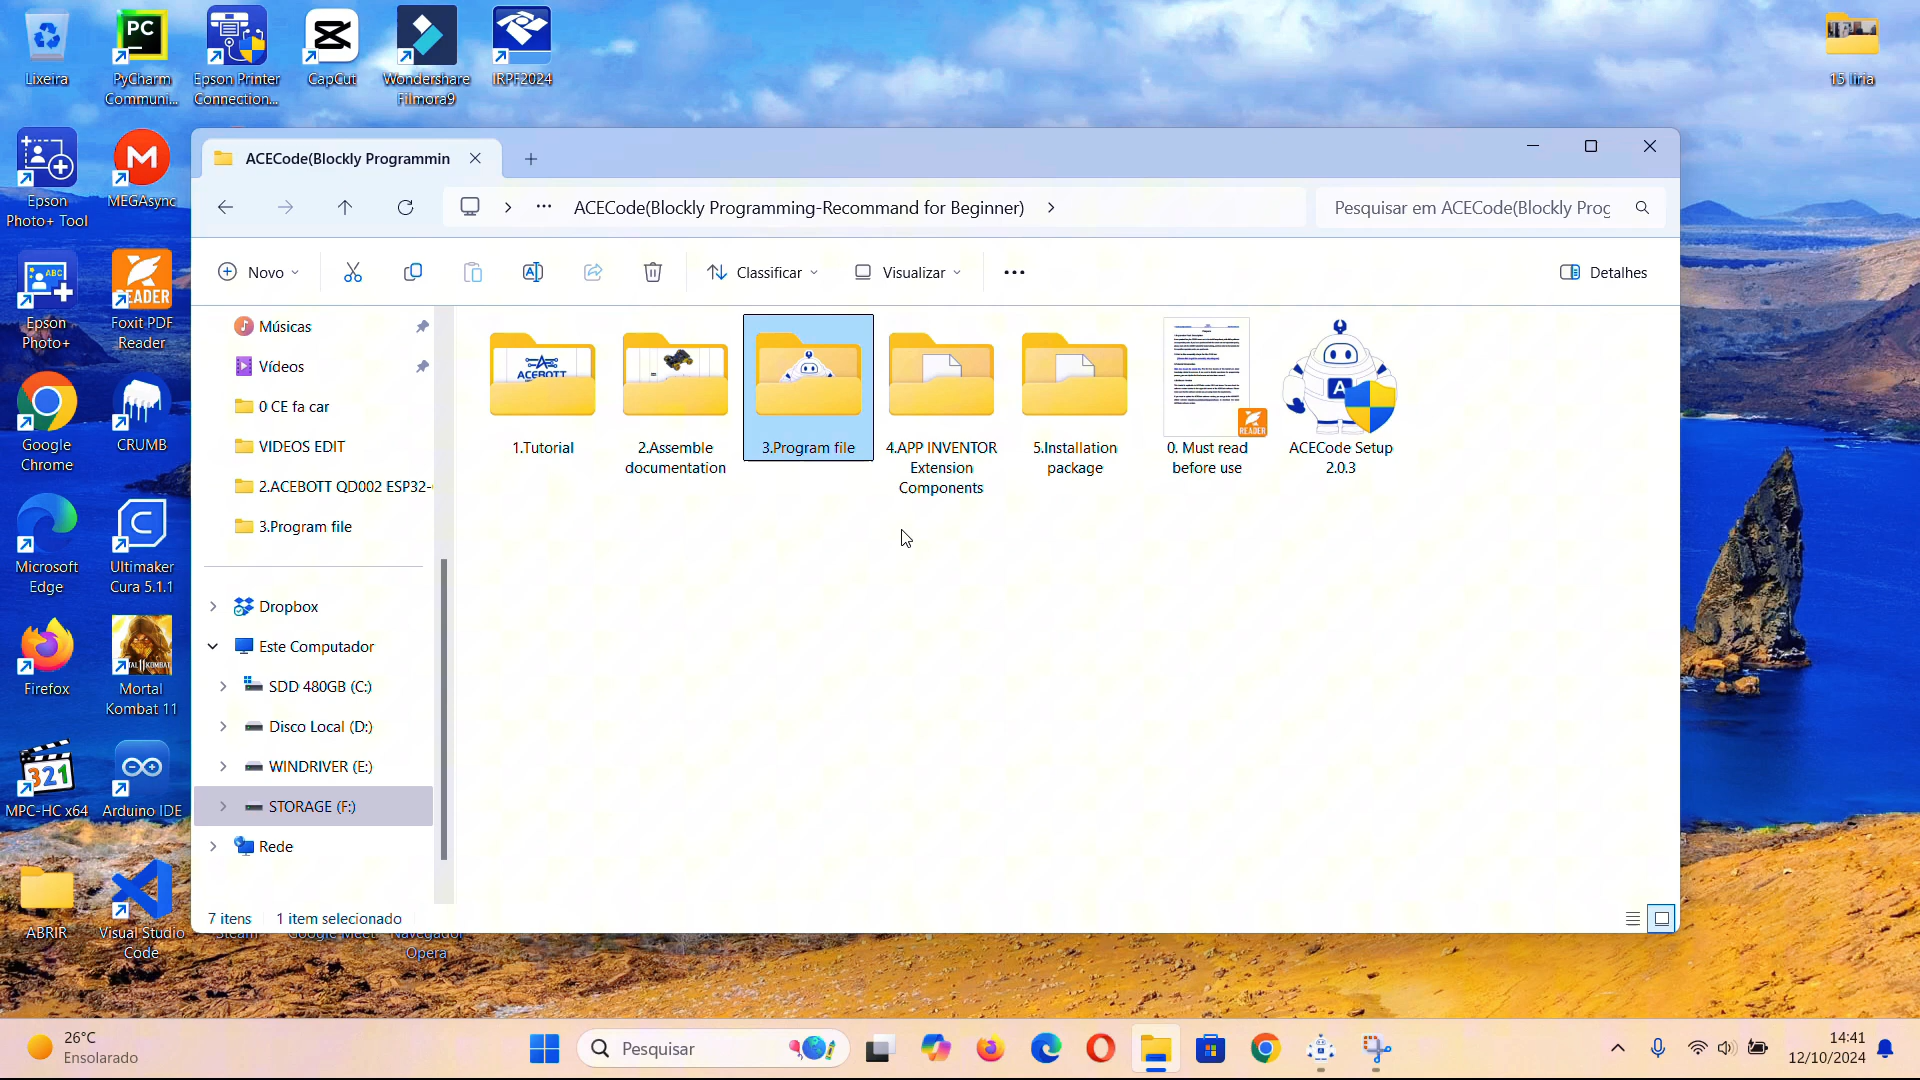 Lixeira
PyCharm
Communi...
Epson Printer
Connection...
CapCut
Wondershare
Filmora9
IRPF2024
15 liria
Epson
Photo+ Tool
MEGAsync
Epson
Photo+
Foxit PDF
Reader
Google
Chrome
CRUMB
Microsoft
Edge
Ultimaker
Cura 5.1.1
Firefox
Mortal
Kombat 11
MPC-HC x64
Arduino IDE
ABRIR
Visual Studio
Code
Steam
Google Meet
Navegador
Opera
ACECode(Blockly Programmin
ACECode(Blockly Programming-Recommand for Beginner)
Pesquisar em ACECode(Blockly Prog
Novo
Classificar
Visualizar
Detalhes
Músicas
Vídeos
0 CE fa car
VIDEOS EDIT
2.ACEBOTT QD002 ESP32-
3.Program file
Dropbox
Este Computador
SDD 480GB (C:)
Disco Local (D:)
WINDRIVER (E:)
STORAGE (F:)
Rede
ACEBOTT
1.Tutorial
2.Assemble
documentation
3.Program file
4.APP INVENTOR
Extension
Components
5.Installation
package
READER
0. Must read
before use
A
ACECode Setup
2.0.3
7 itens
1 item selecionado
26°C
Ensolarado
Pesquisar
14:41
12/10/2024